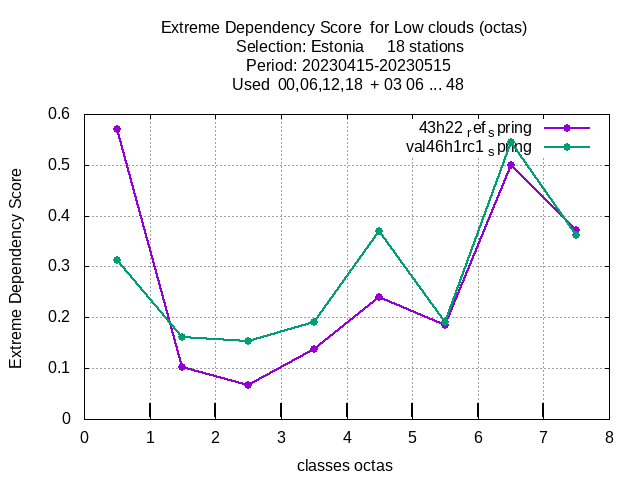 Extreme Dependency Score for Low clouds (octas)
Selection: Estonia 18 stations
Period: 20230415-20230515
Used 00,06,12,18 + 03 06 ... 48
43h22 ref spring
val46h1rc1 spring
Extreme Dependency Score
0.6
0.5
0.4
0.3
0.2
0.1
0
0 1 2 3 4 5 6 7 8
classes octas